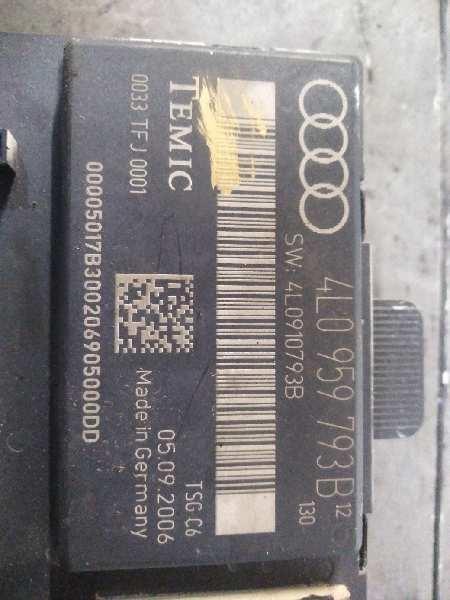 4L0 959 793 B
12
130
SW: 4L0910793B
TEMIC
TSG C6
0033 TFJ 0001
05.09.2006
Made in Germany
00005017B300206905000DD